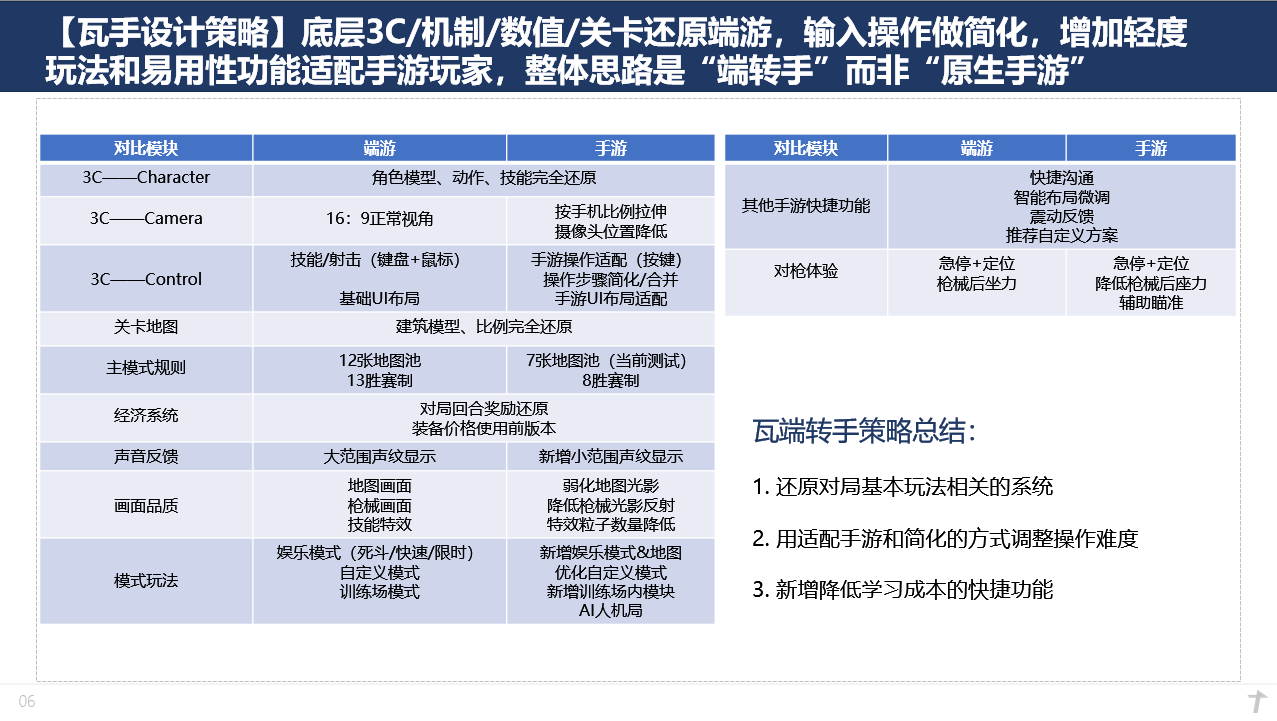 【瓦手设计策略】底层3C/机制/数值/关卡还原端游，输入操作做简化，增加轻度
玩法和易用性功能适配手游玩家，整体思路是“端转手”而非“原生手游”
对比模块 端游 手游
3C——Character 角色模型、动作、技能完全还原
3C——Camera 16：9正常视角 按手机比例拉伸
摄像头位置降低
3C——Control 技能/射击（键盘+鼠标） 手游操作适配（按键）
操作步骤简化/合并
基础UI布局 手游UI布局适配
关卡地图 建筑模型、比例完全还原
主模式规则 12张地图池 7张地图池（当前测试）
13胜赛制 8胜赛制
经济系统 对局回合奖励还原
装备价格使用前版本
声音反馈 大范围声纹显示 新增小范围声纹显示
画面品质 地图画面 弱化地图光影
枪械画面 降低枪械光影反射
技能特效 特效粒子数量降低
模式玩法 娱乐模式（死斗/快速/限时） 新增娱乐模式&地图
自定义模式 优化自定义模式
训练场模式 新增训练场内模块
AI人机局
对比模块 端游 手游
其他手游快捷功能 快捷沟通
智能布局微调
震动反馈
推荐自定义方案
对枪体验 急停+定位 急停+定位
枪械后坐力 降低枪械后座力
辅助瞄准
瓦端转手策略总结：
1. 还原对局基本玩法相关的系统
2. 用适配手游和简化的方式调整操作难度
3. 新增降低学习成本的快捷功能
06